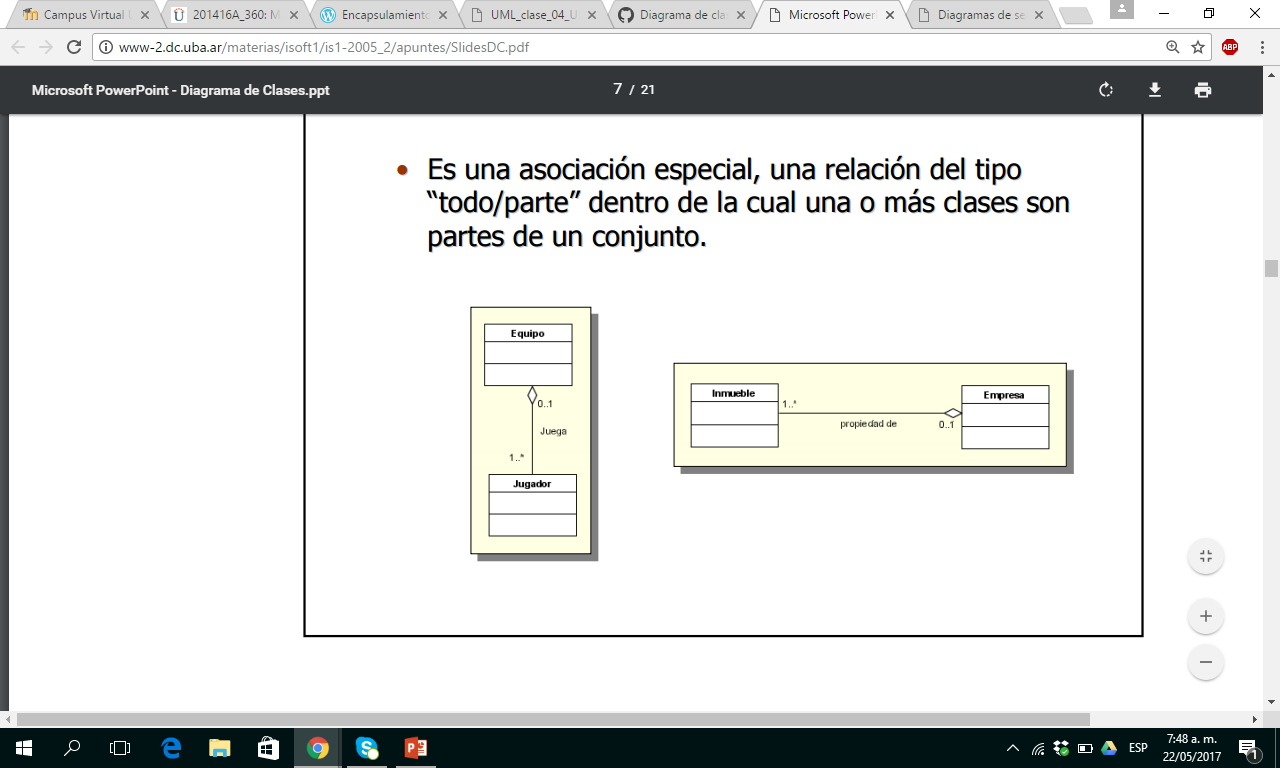 Campus Virtual
201416A_360: M
Encapsulamiento
UML_clase_04_U
Diagrama de cla
Microsoft Power
Diagramas de se
www-2.dc.uba.ar/materias/isoft1/is1-2005_2/apuntes/SlidesDC.pdf
ABP
Microsoft PowerPoint - Diagrama de Clases.ppt
7 / 21
• Es una asociación especial, una relación del tipo
“todo/parte” dentro de la cual una o más clases son
partes de un conjunto.
Equipo
0..1
Juega
1..*
Jugador
Inmueble
1..*
propiedad de
0..1
Empresa
ESP
7:48 a. m.
22/05/2017
1